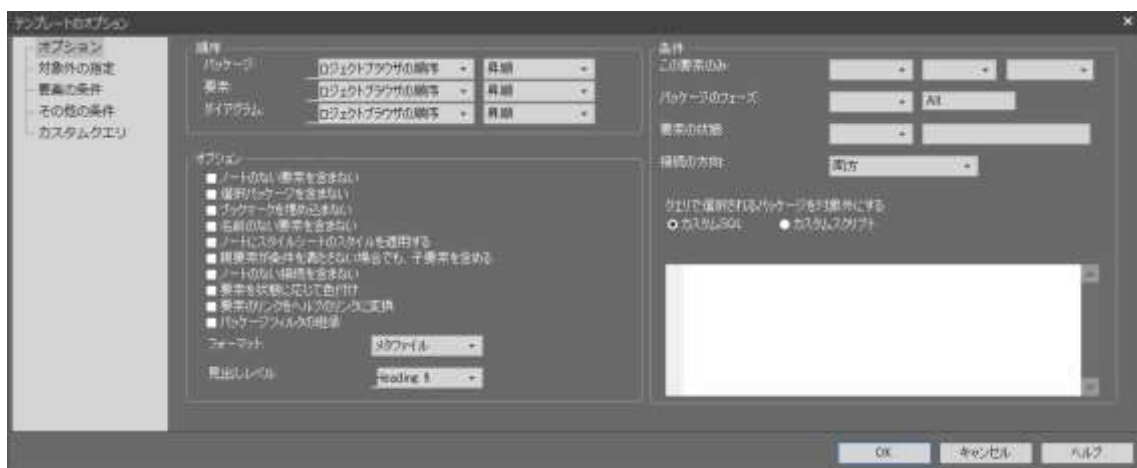 テンプレートのオプション
オプション
対象外の指定
要素の条件
その他の条件
カスタムクエリ
順序
パッケージ:
ロジェクトブラウザの順序
昇順
要素:
ロジェクトブラウザの順序
昇順
ダイアグラム:
ロジェクトブラウザの順序
昇順
オプション
ノートのない要素を含まない
選択パッケージを含まない
ブックマークを埋め込まない
名前のない要素を含まない
ノートにスタイルシートのスタイルを適用する
親要素が条件を満たさない場合でも、子要素を含める
ノートのない接続を含まない
要素を状態に応じて色付け
要素のリンクをヘルプのリンクに変換
パッケージフィルタの継承
フォーマット:
メタファイル
見出しレベル:
Heading 9
条件
この要素のみ:
パッケージのフェーズ:
All
要素の状態:
接続の方向:
両方
クエリで選択されるパッケージを対象外にする
カスタムSQL
カスタムスクリプト
OK
キャンセル
ヘルプ